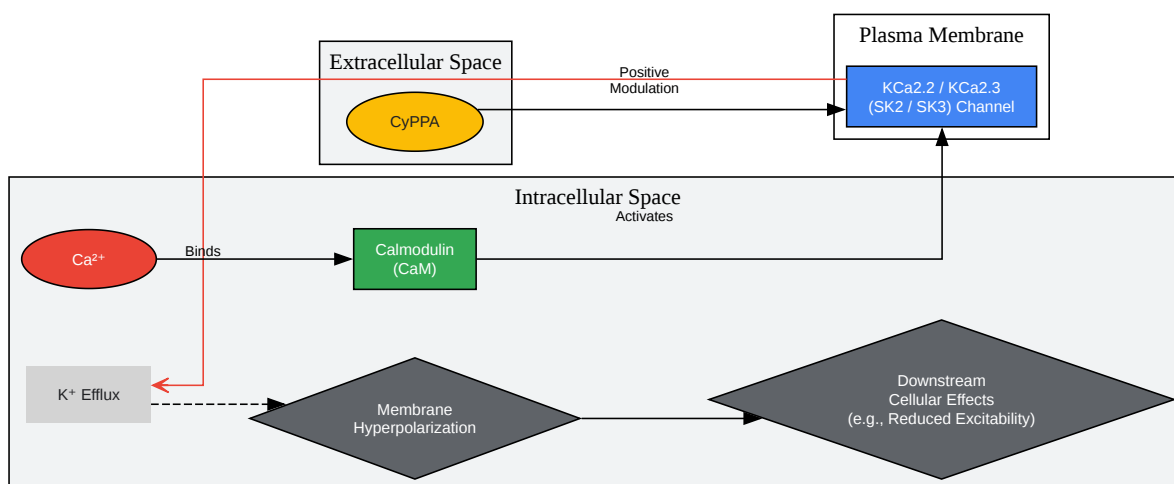 Plasma Membrane
KCa2.2 / KCa2.3
(SK2 / SK3) Channel
Extracellular Space
CyPPA
Positive
Modulation
Intracellular Space
Activates
Ca²⁺
Binds
Calmodulin
(CaM)
K⁺ Efflux
Membrane
Hyperpolarization
Downstream
Cellular Effects
(e.g., Reduced Excitability)